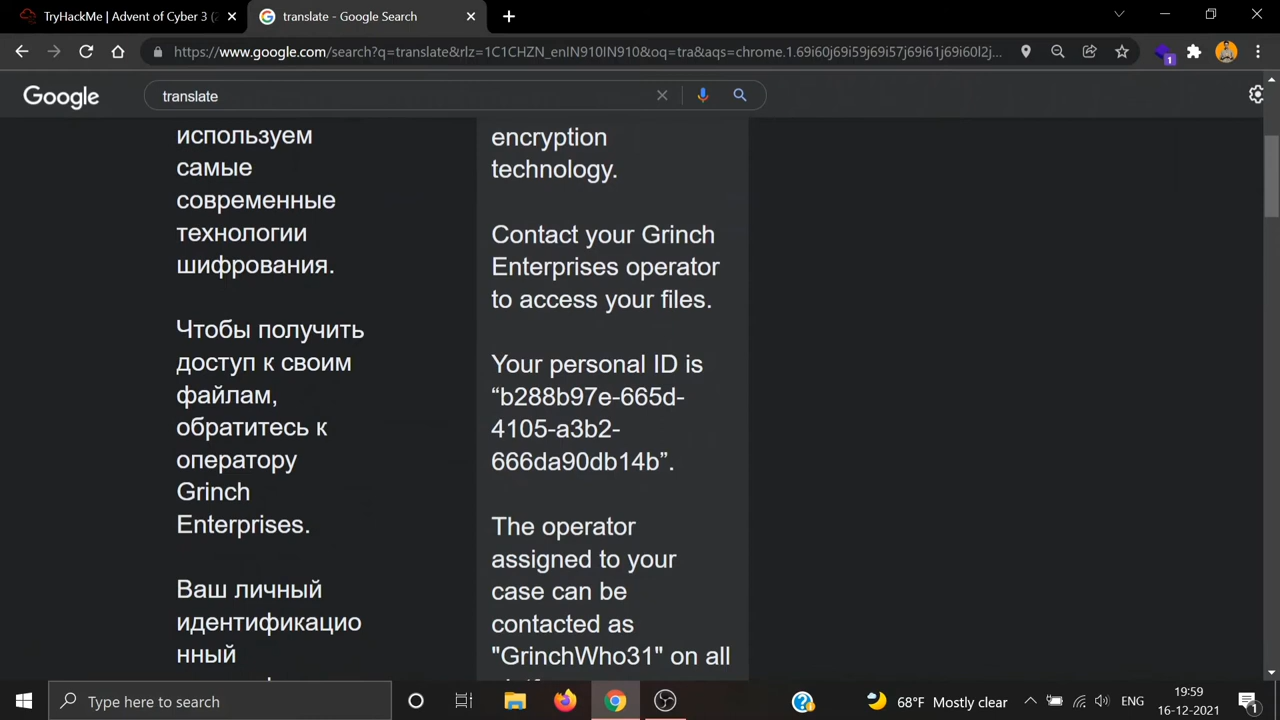 TryHackMe | Advent of Cyber 3 (
translate - Google Search
https://www.google.com/search?q=translate&rlz=1C1CHZN_enIN910IN910&oq=tra&aqs=chrome.1.69i60j69i59j69i57j69i61j69i60l2j...
1
Google
translate
используем
самые
современные
технологии
шифрования.
Чтобы получить
доступ к своим
файлам,
обратитесь к
оператору
Grinch
Enterprises.
Ваш личный
идентификацио
нный
encryption
technology.
Contact your Grinch
Enterprises operator
to access your files.
Your personal ID is
“b288b97e-665d-
4105-a3b2-
666da90db14b”.
The operator
assigned to your
case can be
contacted as
"GrinchWho31" on all
Type here to search
68°F Mostly clear
ENG
19:59
16-12-2021
1